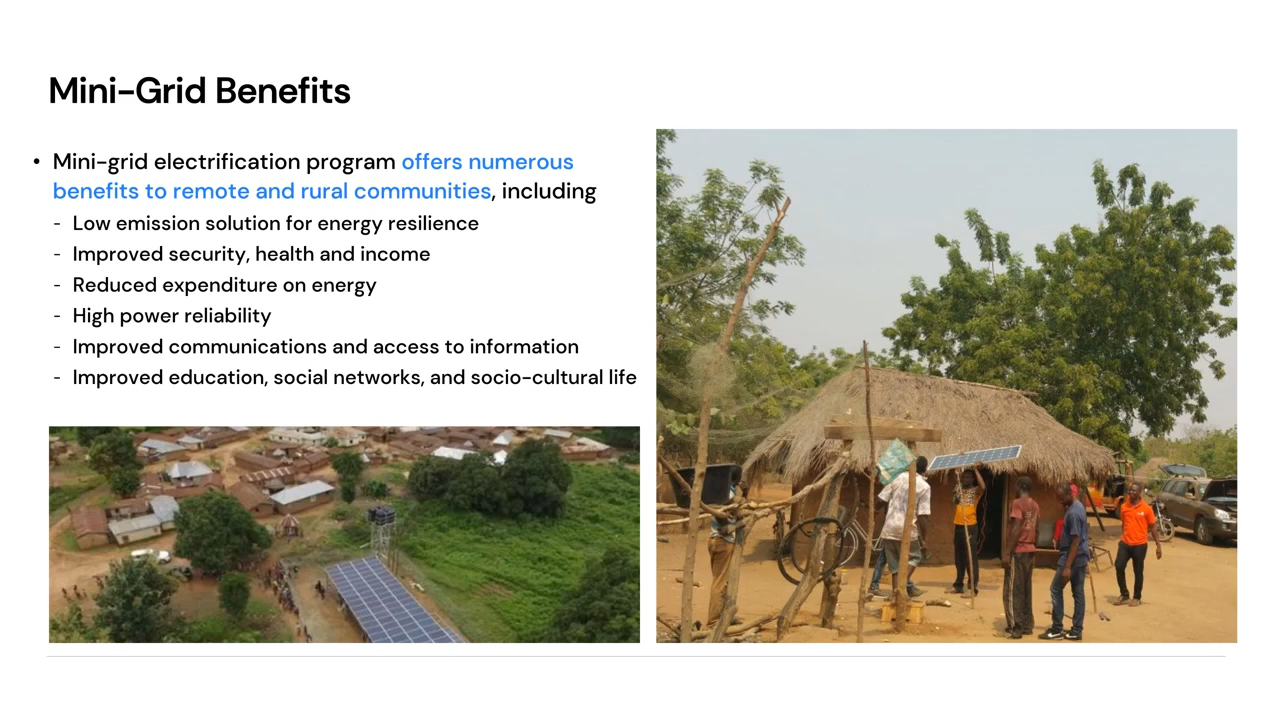 Mini-Grid Benefits
• Mini-grid electrification program offers numerous
benefits to remote and rural communities, including
- Low emission solution for energy resilience
- Improved security, health and income
- Reduced expenditure on energy
- High power reliability
- Improved communications and access to information
- Improved education, social networks, and socio-cultural life